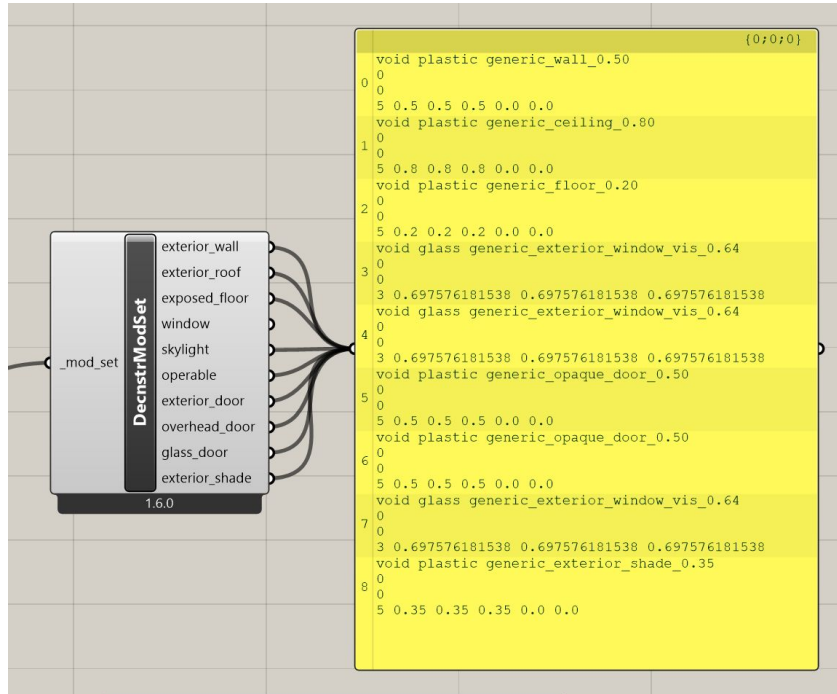 _mod_set
DecnstrModSet
exterior_wall
exterior_roof
exposed_floor
window
skylight
operable
exterior_door
overhead_door
glass_door
exterior_shade
1.6.0
{0;0;0}
0
void plastic generic_wall_0.50
0
0
5 0.5 0.5 0.5 0.0 0.0
1
void plastic generic_ceiling_0.80
0
0
5 0.8 0.8 0.8 0.0 0.0
2
void plastic generic_floor_0.20
0
0
5 0.2 0.2 0.2 0.0 0.0
3
void glass generic_exterior_window_vis_0.64
0
0
3 0.697576181538 0.697576181538 0.697576181538
4
void glass generic_exterior_window_vis_0.64
0
0
3 0.697576181538 0.697576181538 0.697576181538
5
void plastic generic_opaque_door_0.50
0
0
5 0.5 0.5 0.5 0.0 0.0
6
void plastic generic_opaque_door_0.50
0
0
5 0.5 0.5 0.5 0.0 0.0
7
void glass generic_exterior_window_vis_0.64
0
0
3 0.697576181538 0.697576181538 0.697576181538
8
void plastic generic_exterior_shade_0.35
0
0
5 0.35 0.35 0.35 0.0 0.0